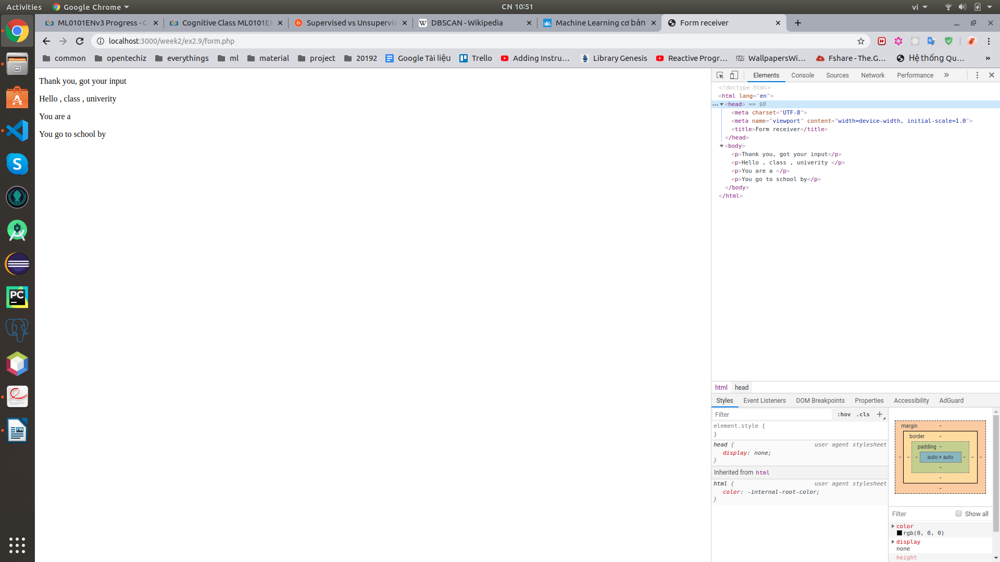 Activities
Google Chrome
CN 10:51
vi
ML0101ENv3 Progress - C
Cognitive Class ML0101EN
Supervised vs Unsupervis
DBSCAN - Wikipedia
Machine Learning cơ bản
Form receiver
localhost:3000/week2/ex2.9/form.php
common
opentechiz
everythings
ml
material
project
20192
Google Tài liệu
Trello
Adding Instru…
Library Genesis
Reactive Progr…
WallpapersWi…
Fshare - The.G…
Hệ thống Qu…
»
Thank you, got your input
Hello , class , univerity
You are a
You go to school by
Elements Console Sources Network Performance »
<!doctype html>
<html lang="en">
<head> == $0
<meta charset="UTF-8">
<meta name="viewport" content="width=device-width, initial-scale=1.0">
<title>Form receiver</title>
</head>
<body>
<p>Thank you, got your input</p>
<p>Hello , class , univerity </p>
<p>You are a </p>
<p>You go to school by</p>
</body>
</html>
html head
Styles Event Listeners DOM Breakpoints Properties Accessibility AdGuard
Filter :hov .cls +
element.style {
}
head { user agent stylesheet
display: none;
}
Inherited from html
html { user agent stylesheet
color: -internal-root-color;
}
margin -
border -
padding -
- - - auto × auto - - -
-
-
-
Filter Show all
color
rgb(0, 0, 0)
display
none
height
S
PC